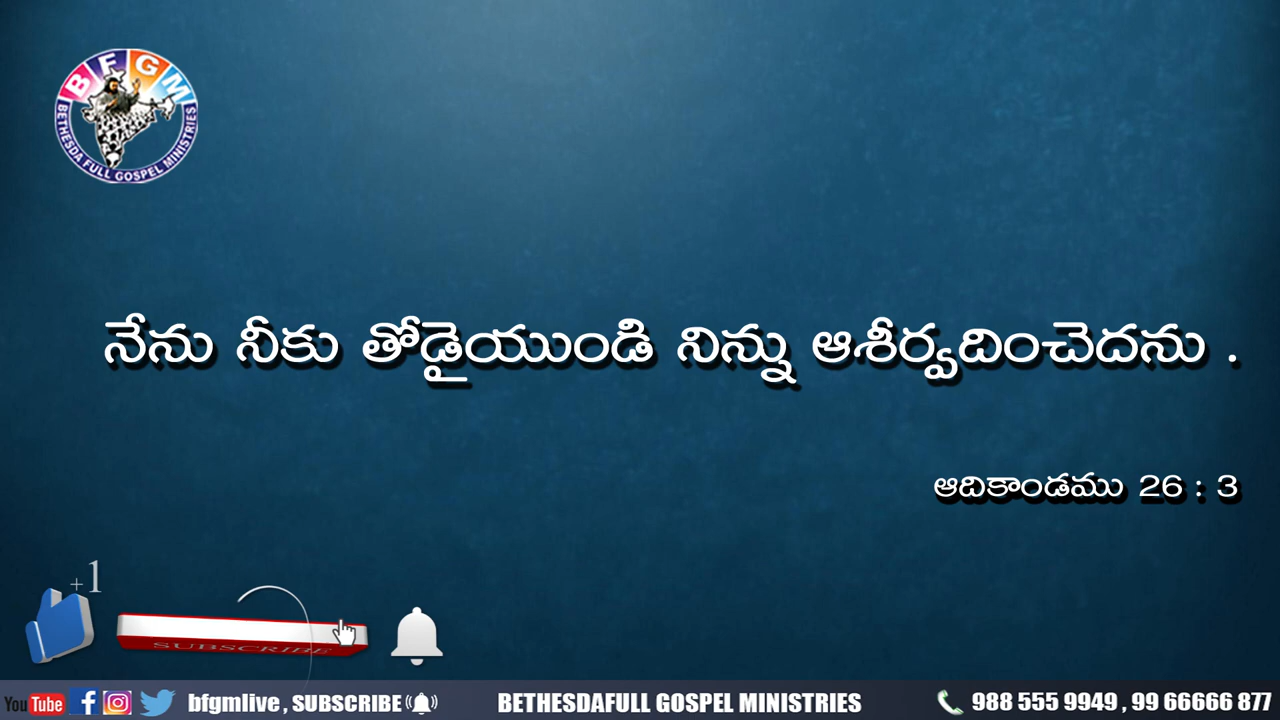 BFGM
BETHESDA FULL GOSPEL MINISTRIES
నేను నీకు తోడైయుండి నిన్ను ఆశీర్వదించెదను .
ఆదికాండము 26 : 3
+1
SUBSCRIBE
YouTube bfgmlive , SUBSCRIBE BETHESDAFULL GOSPEL MINISTRIES 988 555 9949 , 99 66666 877